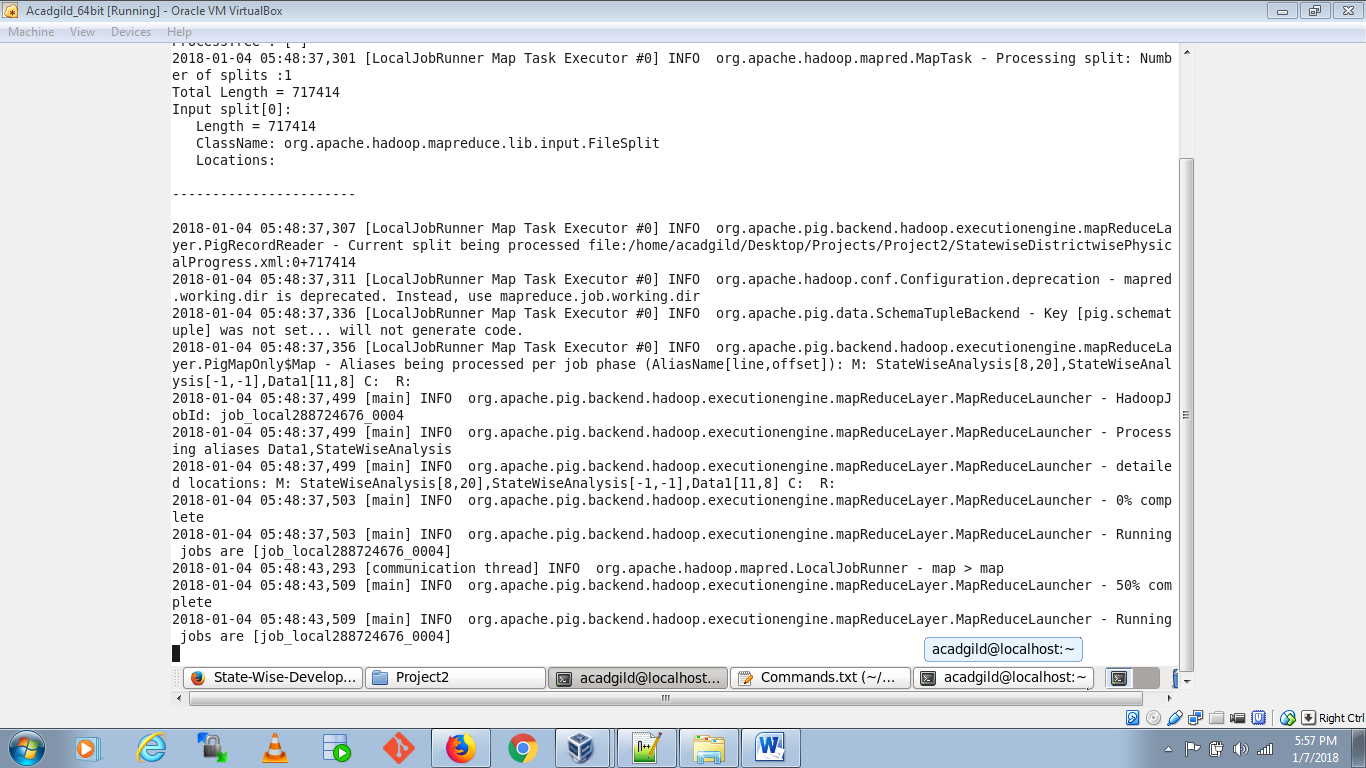 Acadgild_64bit [Running] - Oracle VM VirtualBox
Machine View Devices Help
ProcessTree : [ ]
2018-01-04 05:48:37,301 [LocalJobRunner Map Task Executor #0] INFO  org.apache.hadoop.mapred.MapTask - Processing split: Numb
er of splits :1
Total Length = 717414
Input split[0]:
   Length = 717414
   ClassName: org.apache.hadoop.mapreduce.lib.input.FileSplit
   Locations:
-----------------------
2018-01-04 05:48:37,307 [LocalJobRunner Map Task Executor #0] INFO  org.apache.pig.backend.hadoop.executionengine.mapReduceLa
yer.PigRecordReader - Current split being processed file:/home/acadgild/Desktop/Projects/Project2/StatewiseDistrictwisePhysic
alProgress.xml:0+717414
2018-01-04 05:48:37,311 [LocalJobRunner Map Task Executor #0] INFO  org.apache.hadoop.conf.Configuration.deprecation - mapred
.working.dir is deprecated. Instead, use mapreduce.job.working.dir
2018-01-04 05:48:37,336 [LocalJobRunner Map Task Executor #0] INFO  org.apache.pig.data.SchemaTupleBackend - Key [pig.schemat
uple] was not set... will not generate code.
2018-01-04 05:48:37,356 [LocalJobRunner Map Task Executor #0] INFO  org.apache.pig.backend.hadoop.executionengine.mapReduceLa
yer.PigMapOnly$Map - Aliases being processed per job phase (AliasName[line,offset]): M: StateWiseAnalysis[8,20],StateWiseAnal
ysis[-1,-1],Data1[11,8] C:  R:
2018-01-04 05:48:37,499 [main] INFO  org.apache.pig.backend.hadoop.executionengine.mapReduceLayer.MapReduceLauncher - HadoopJ
obId: job_local288724676_0004
2018-01-04 05:48:37,499 [main] INFO  org.apache.pig.backend.hadoop.executionengine.mapReduceLayer.MapReduceLauncher - Process
ing aliases Data1,StateWiseAnalysis
2018-01-04 05:48:37,499 [main] INFO  org.apache.pig.backend.hadoop.executionengine.mapReduceLayer.MapReduceLauncher - detaile
d locations: M: StateWiseAnalysis[8,20],StateWiseAnalysis[-1,-1],Data1[11,8] C:  R:
2018-01-04 05:48:37,503 [main] INFO  org.apache.pig.backend.hadoop.executionengine.mapReduceLayer.MapReduceLauncher - 0% comp
lete
2018-01-04 05:48:37,503 [main] INFO  org.apache.pig.backend.hadoop.executionengine.mapReduceLayer.MapReduceLauncher - Running
 jobs are [job_local288724676_0004]
2018-01-04 05:48:43,293 [communication thread] INFO  org.apache.hadoop.mapred.LocalJobRunner - map > map
2018-01-04 05:48:43,509 [main] INFO  org.apache.pig.backend.hadoop.executionengine.mapReduceLayer.MapReduceLauncher - 50% com
plete
2018-01-04 05:48:43,509 [main] INFO  org.apache.pig.backend.hadoop.executionengine.mapReduceLayer.MapReduceLauncher - Running
 jobs are [job_local288724676_0004]
acadgild@localhost:~
State-Wise-Develop... Project2 acadgild@localhost:... Commands.txt (~/... acadgild@localhost:~
Right Ctrl
5:57 PM
1/7/2018